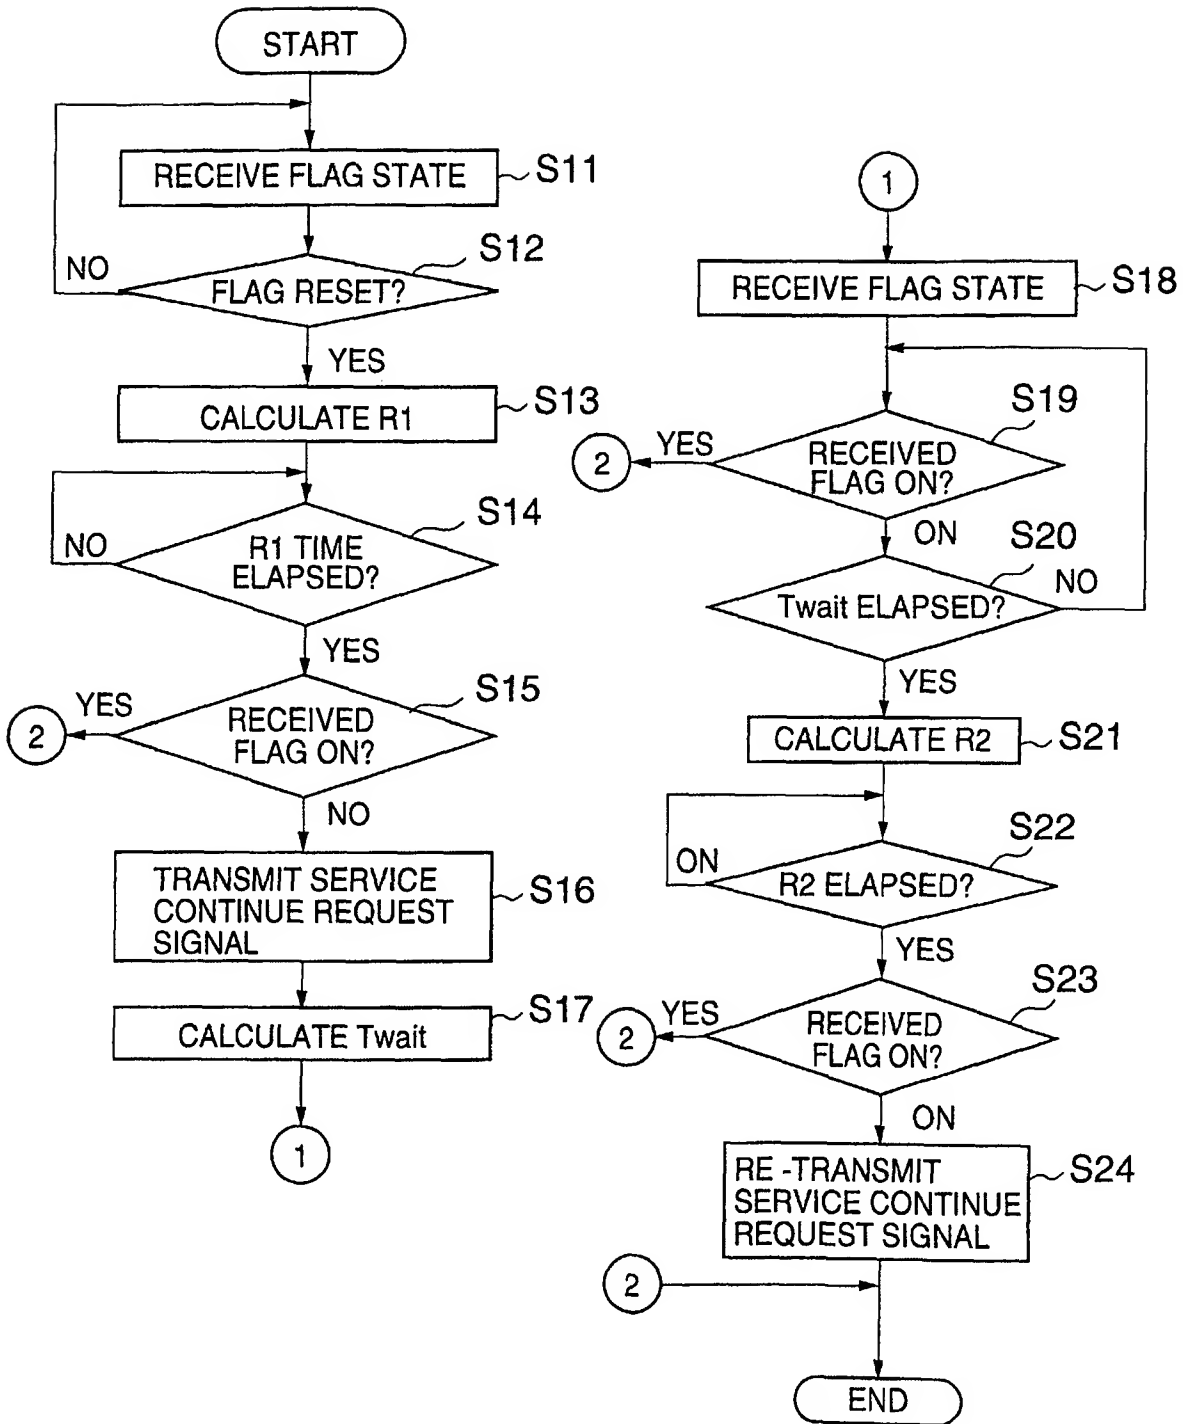 START
RECEIVE FLAG STATE
S11
FLAG RESET?
S12
NO
YES
CALCULATE R1
S13
R1 TIME
ELAPSED?
S14
NO
YES
RECEIVED
FLAG ON?
S15
YES
2
NO
TRANSMIT SERVICE
CONTINUE REQUEST
SIGNAL
S16
CALCULATE Twait
S17
1
1
RECEIVE FLAG STATE
S18
RECEIVED
FLAG ON?
S19
YES
2
ON
Twait ELAPSED?
S20
NO
YES
CALCULATE R2
S21
R2 ELAPSED?
S22
ON
YES
RECEIVED
FLAG ON?
S23
YES
2
ON
RE -TRANSMIT
SERVICE CONTINUE
REQUEST SIGNAL
S24
2
END